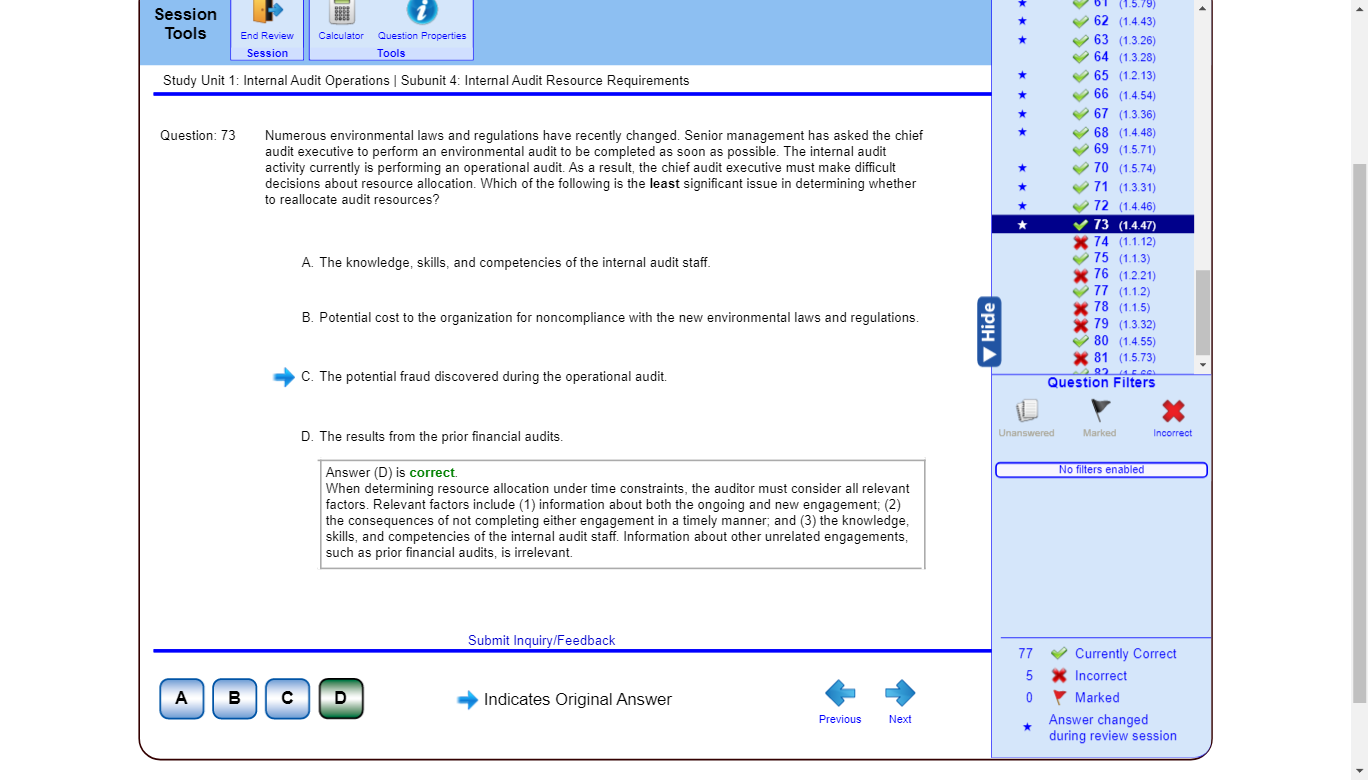 Session
Tools
End Review
Session
Calculator
Question Properties
Tools
Study Unit 1: Internal Audit Operations | Subunit 4: Internal Audit Resource Requirements
Question: 73
Numerous environmental laws and regulations have recently changed. Senior management has asked the chief
audit executive to perform an environmental audit to be completed as soon as possible. The internal audit
activity currently is performing an operational audit. As a result, the chief audit executive must make difficult
decisions about resource allocation. Which of the following is the least significant issue in determining whether
to reallocate audit resources?
A. The knowledge, skills, and competencies of the internal audit staff.
B. Potential cost to the organization for noncompliance with the new environmental laws and regulations.
C. The potential fraud discovered during the operational audit.
D. The results from the prior financial audits.
Answer (D) is correct.
When determining resource allocation under time constraints, the auditor must consider all relevant
factors. Relevant factors include (1) information about both the ongoing and new engagement; (2)
the consequences of not completing either engagement in a timely manner; and (3) the knowledge,
skills, and competencies of the internal audit staff. Information about other unrelated engagements,
such as prior financial audits, is irrelevant.
Submit Inquiry/Feedback
A B C D
Indicates Original Answer
Previous
Next
61 (1.5.79)
62 (1.4.43)
63 (1.3.26)
64 (1.3.28)
65 (1.2.13)
66 (1.4.54)
67 (1.3.36)
68 (1.4.48)
69 (1.5.71)
70 (1.5.74)
71 (1.3.31)
72 (1.4.46)
73 (1.4.47)
74 (1.1.12)
75 (1.1.3)
76 (1.2.21)
77 (1.1.2)
78 (1.1.5)
79 (1.3.32)
80 (1.4.55)
81 (1.5.73)
82 (1.5.66)
Hide
Question Filters
Unanswered
Marked
Incorrect
No filters enabled
77 Currently Correct
5 Incorrect
0 Marked
Answer changed
during review session